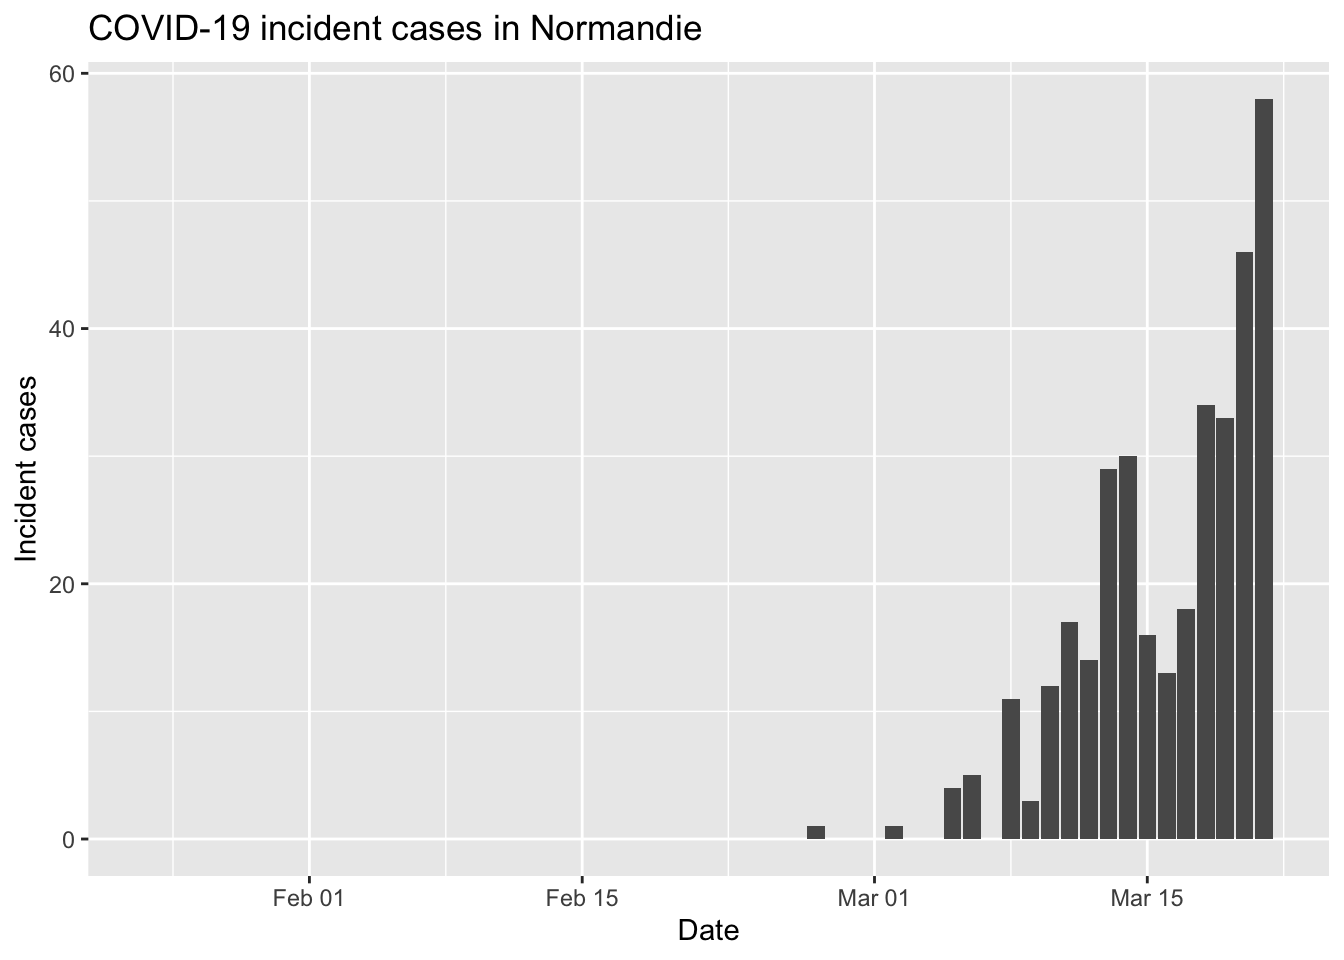 COVID-19 incident cases in Normandie
60
40
20
0
Incident cases
Feb 01 Feb 15 Mar 01 Mar 15
Date